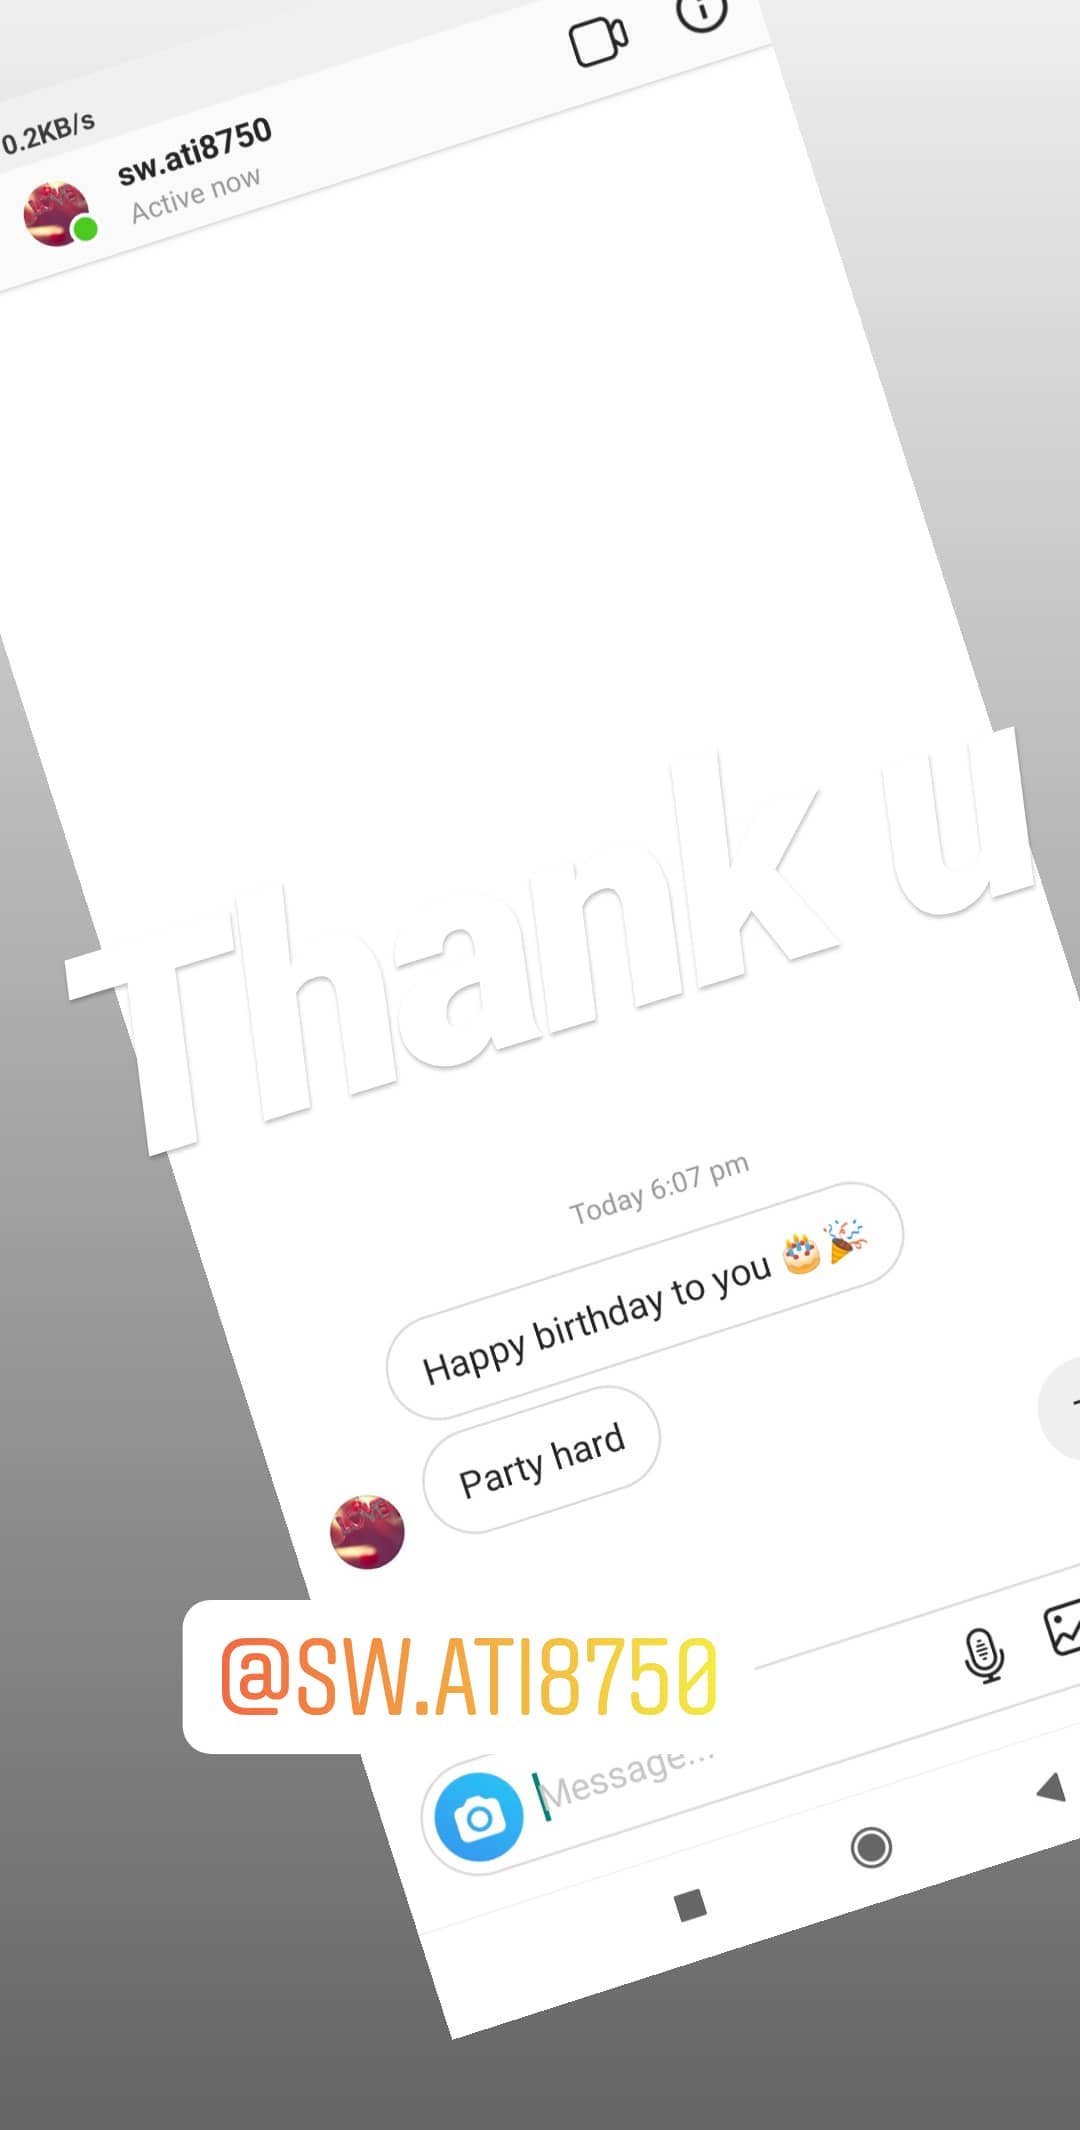 0.2KB/s
sw.ati8750
Active now
Thank u
Today 6:07 pm
Happy birthday to you 🎂🎉
Party hard
@SW.ATI8750
Message...